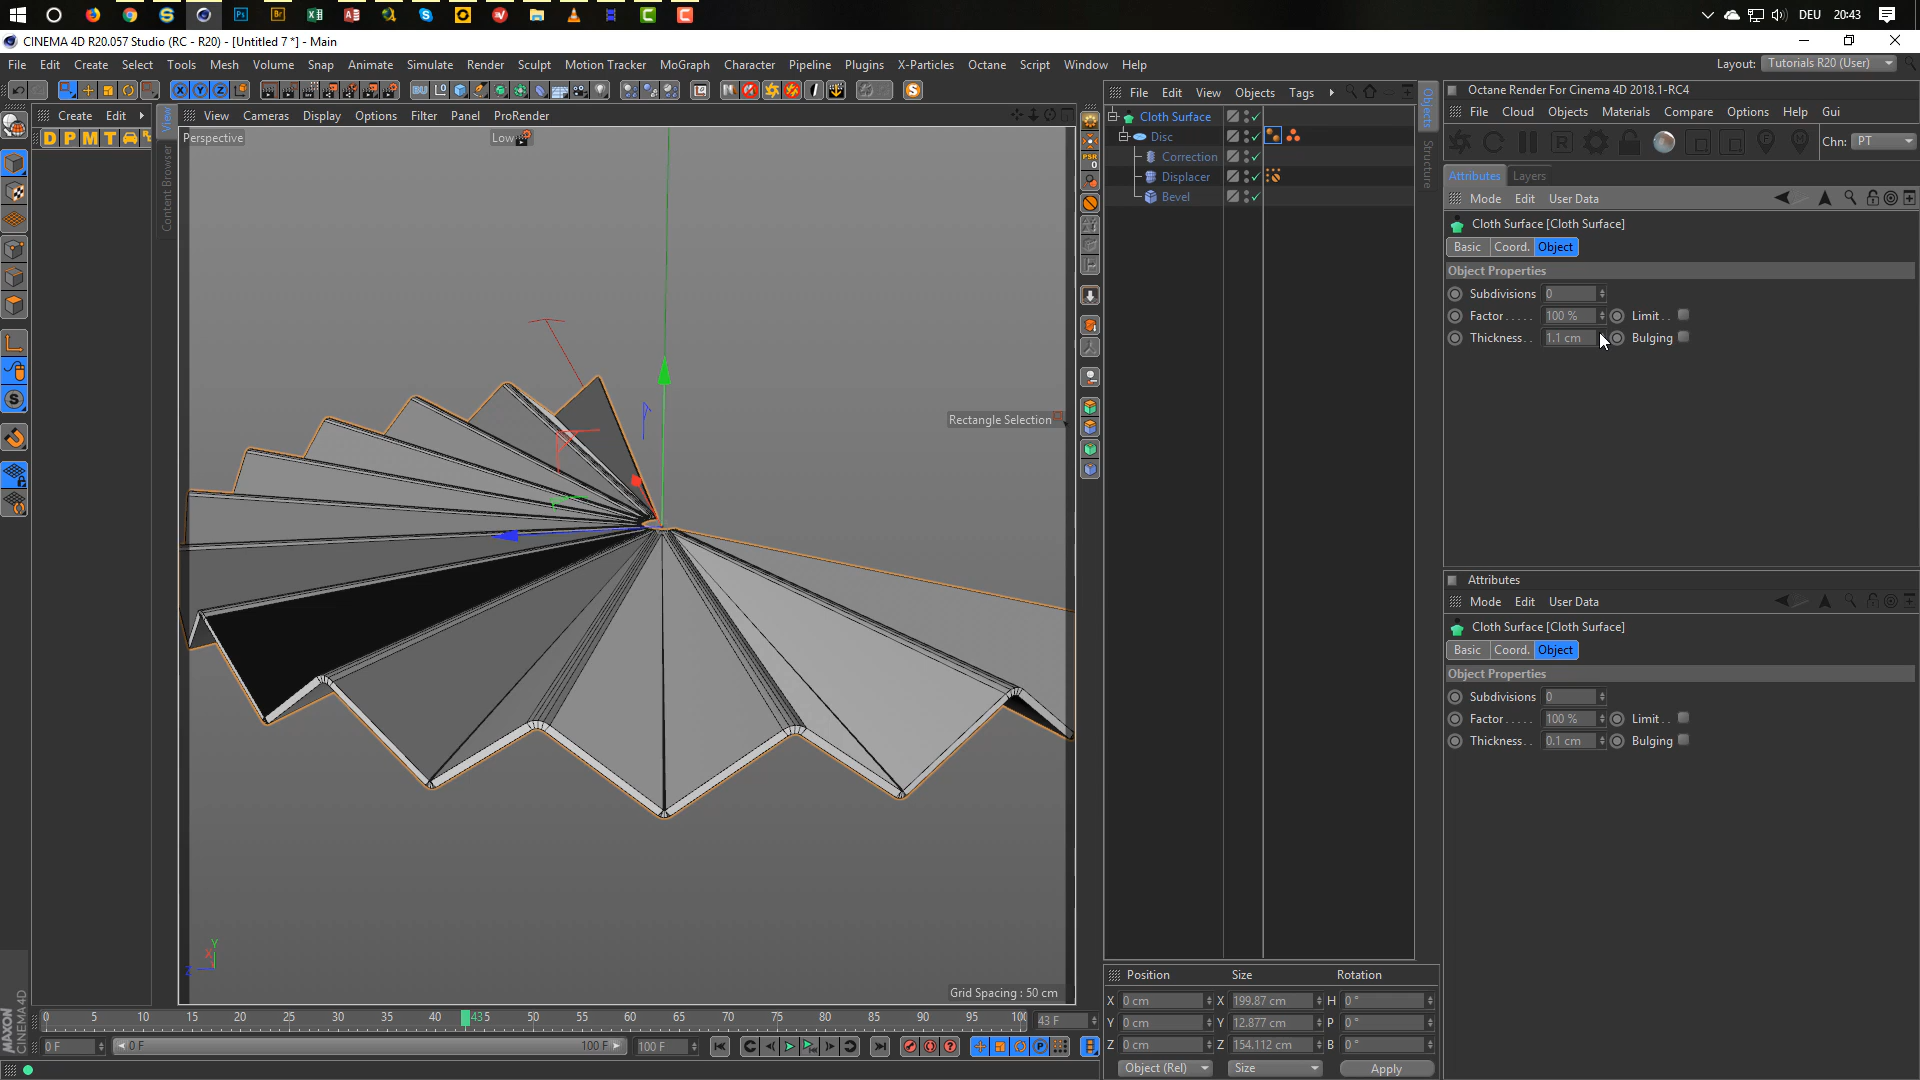 DEU
20:43
CINEMA 4D R20.057 Studio (RC - R20) - [Untitled 7 *] - Main
File Edit Create Select Tools Mesh Volume Snap Animate Simulate Render Sculpt Motion Tracker MoGraph Character Pipeline Plugins X-Particles Octane Script Window Help
Layout: Tutorials R20 (User)
Create Edit
D P M T
View
Content Browser
View Cameras Display Options Filter Panel ProRender
Perspective
Low
Rectangle Selection
Grid Spacing : 50 cm
PSR
0
File Edit View Objects Tags
Cloth Surface
Disc
Correction
Displacer
Bevel
Objects
Structure
Octane Render For Cinema 4D 2018.1-RC4
File Cloud Objects Materials Compare Options Help Gui
Chn: PT
Attributes Layers
Mode Edit User Data
Cloth Surface [Cloth Surface]
Basic Coord. Object
Object Properties
Subdivisions 0
Factor..... 100 % Limit..
Thickness.. 1.1 cm Bulging
Attributes
Mode Edit User Data
Cloth Surface [Cloth Surface]
Basic Coord. Object
Object Properties
Subdivisions 0
Factor..... 100 % Limit..
Thickness.. 0.1 cm Bulging
Position Size Rotation
X 0 cm X 199.87 cm H 0 °
Y 0 cm Y 12.877 cm P 0 °
Z 0 cm Z 154.112 cm B 0 °
Object (Rel) Size Apply
0 5 10 15 20 25 30 35 40 43 5 50 55 60 65 70 75 80 85 90 95 100
43 F
0 F
0 F
100 F
100 F
MAXON
CINEMA 4D